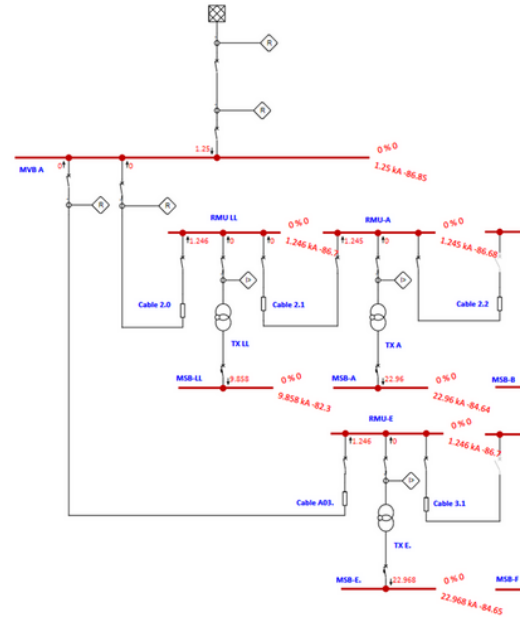 R
R
1.25
0 % 0
0
0
MVB A
1.25 kA -86.85
R
R
RMU LL
0 % 0
RMU-A
0 % 0
1.246
0
0
1.246 kA -86.7
1.245
0
1.245 kA -86.68
I>
I>
Cable 2.0
Cable 2.1
Cable 2.2
TX LL
TX A
MSB-LL
9.858
0 % 0
MSB-A
22.96
0 % 0
MSB-B
9.858 kA -82.3
22.96 kA -84.64
RMU-E
0 % 0
1.246
0
1.246 kA -86.7
I>
Cable A03.
Cable 3.1
TX E.
MSB-E.
22.968
0 % 0
MSB-F
22.968 kA -84.65